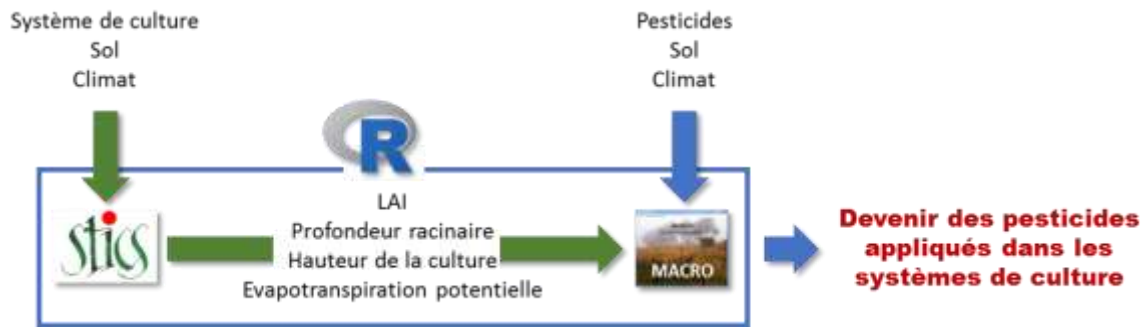 Système de culture
Sol
Climat
Pesticides
Sol
Climat
R
LAI
Profondeur racinaire
Hauteur de la culture
Evapotranspiration potentielle
stics
MACRO
Devenir des pesticides
appliqués dans les
systèmes de culture